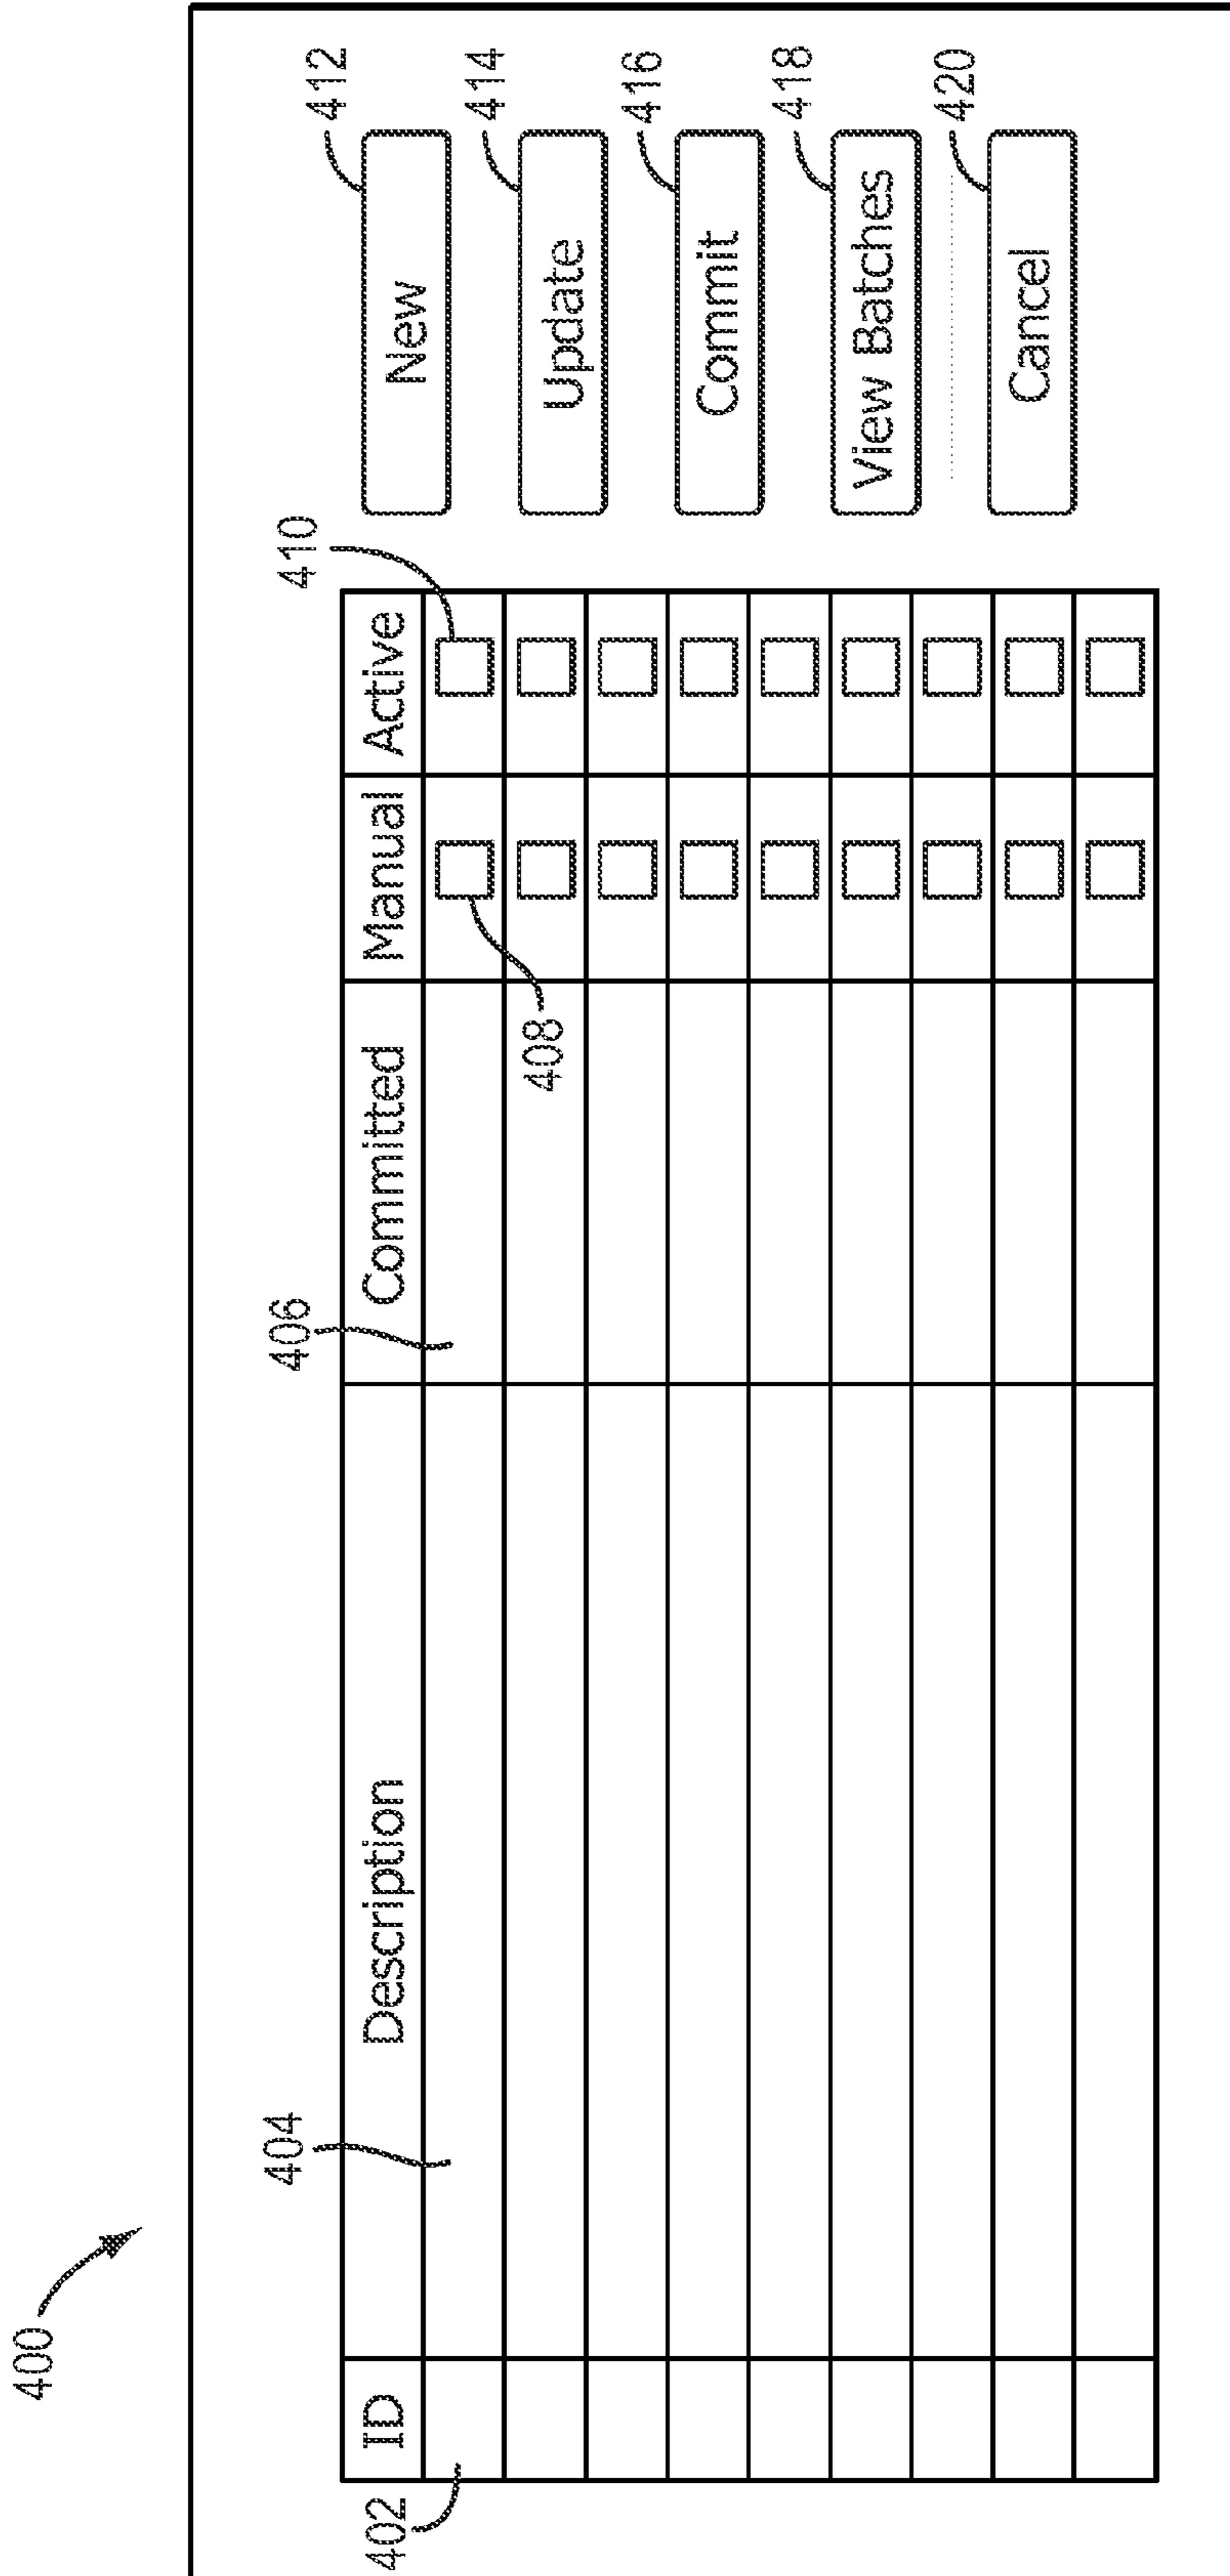 400
402
404
406
408
410
ID Description Committed Manual Active
New
412
Update
414
Commit
416
View Batches
418
Cancel
420